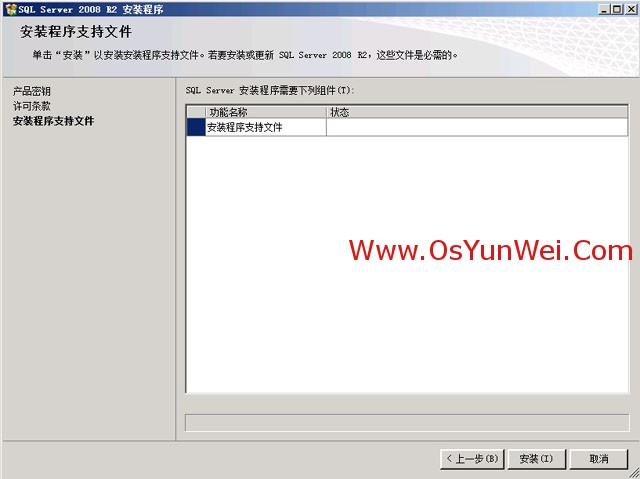 SQL Server 2008 R2 安装程序
安装程序支持文件
单击“安装”以安装安装程序支持文件。若要安装或更新 SQL Server 2008 R2，这些文件是必需的。
产品密钥
许可条款
安装程序支持文件
SQL Server 安装程序需要下列组件(T):
功能名称 状态
安装程序支持文件
Www.OsYunWei.Com
< 上一步(B) 安装(I) 取消